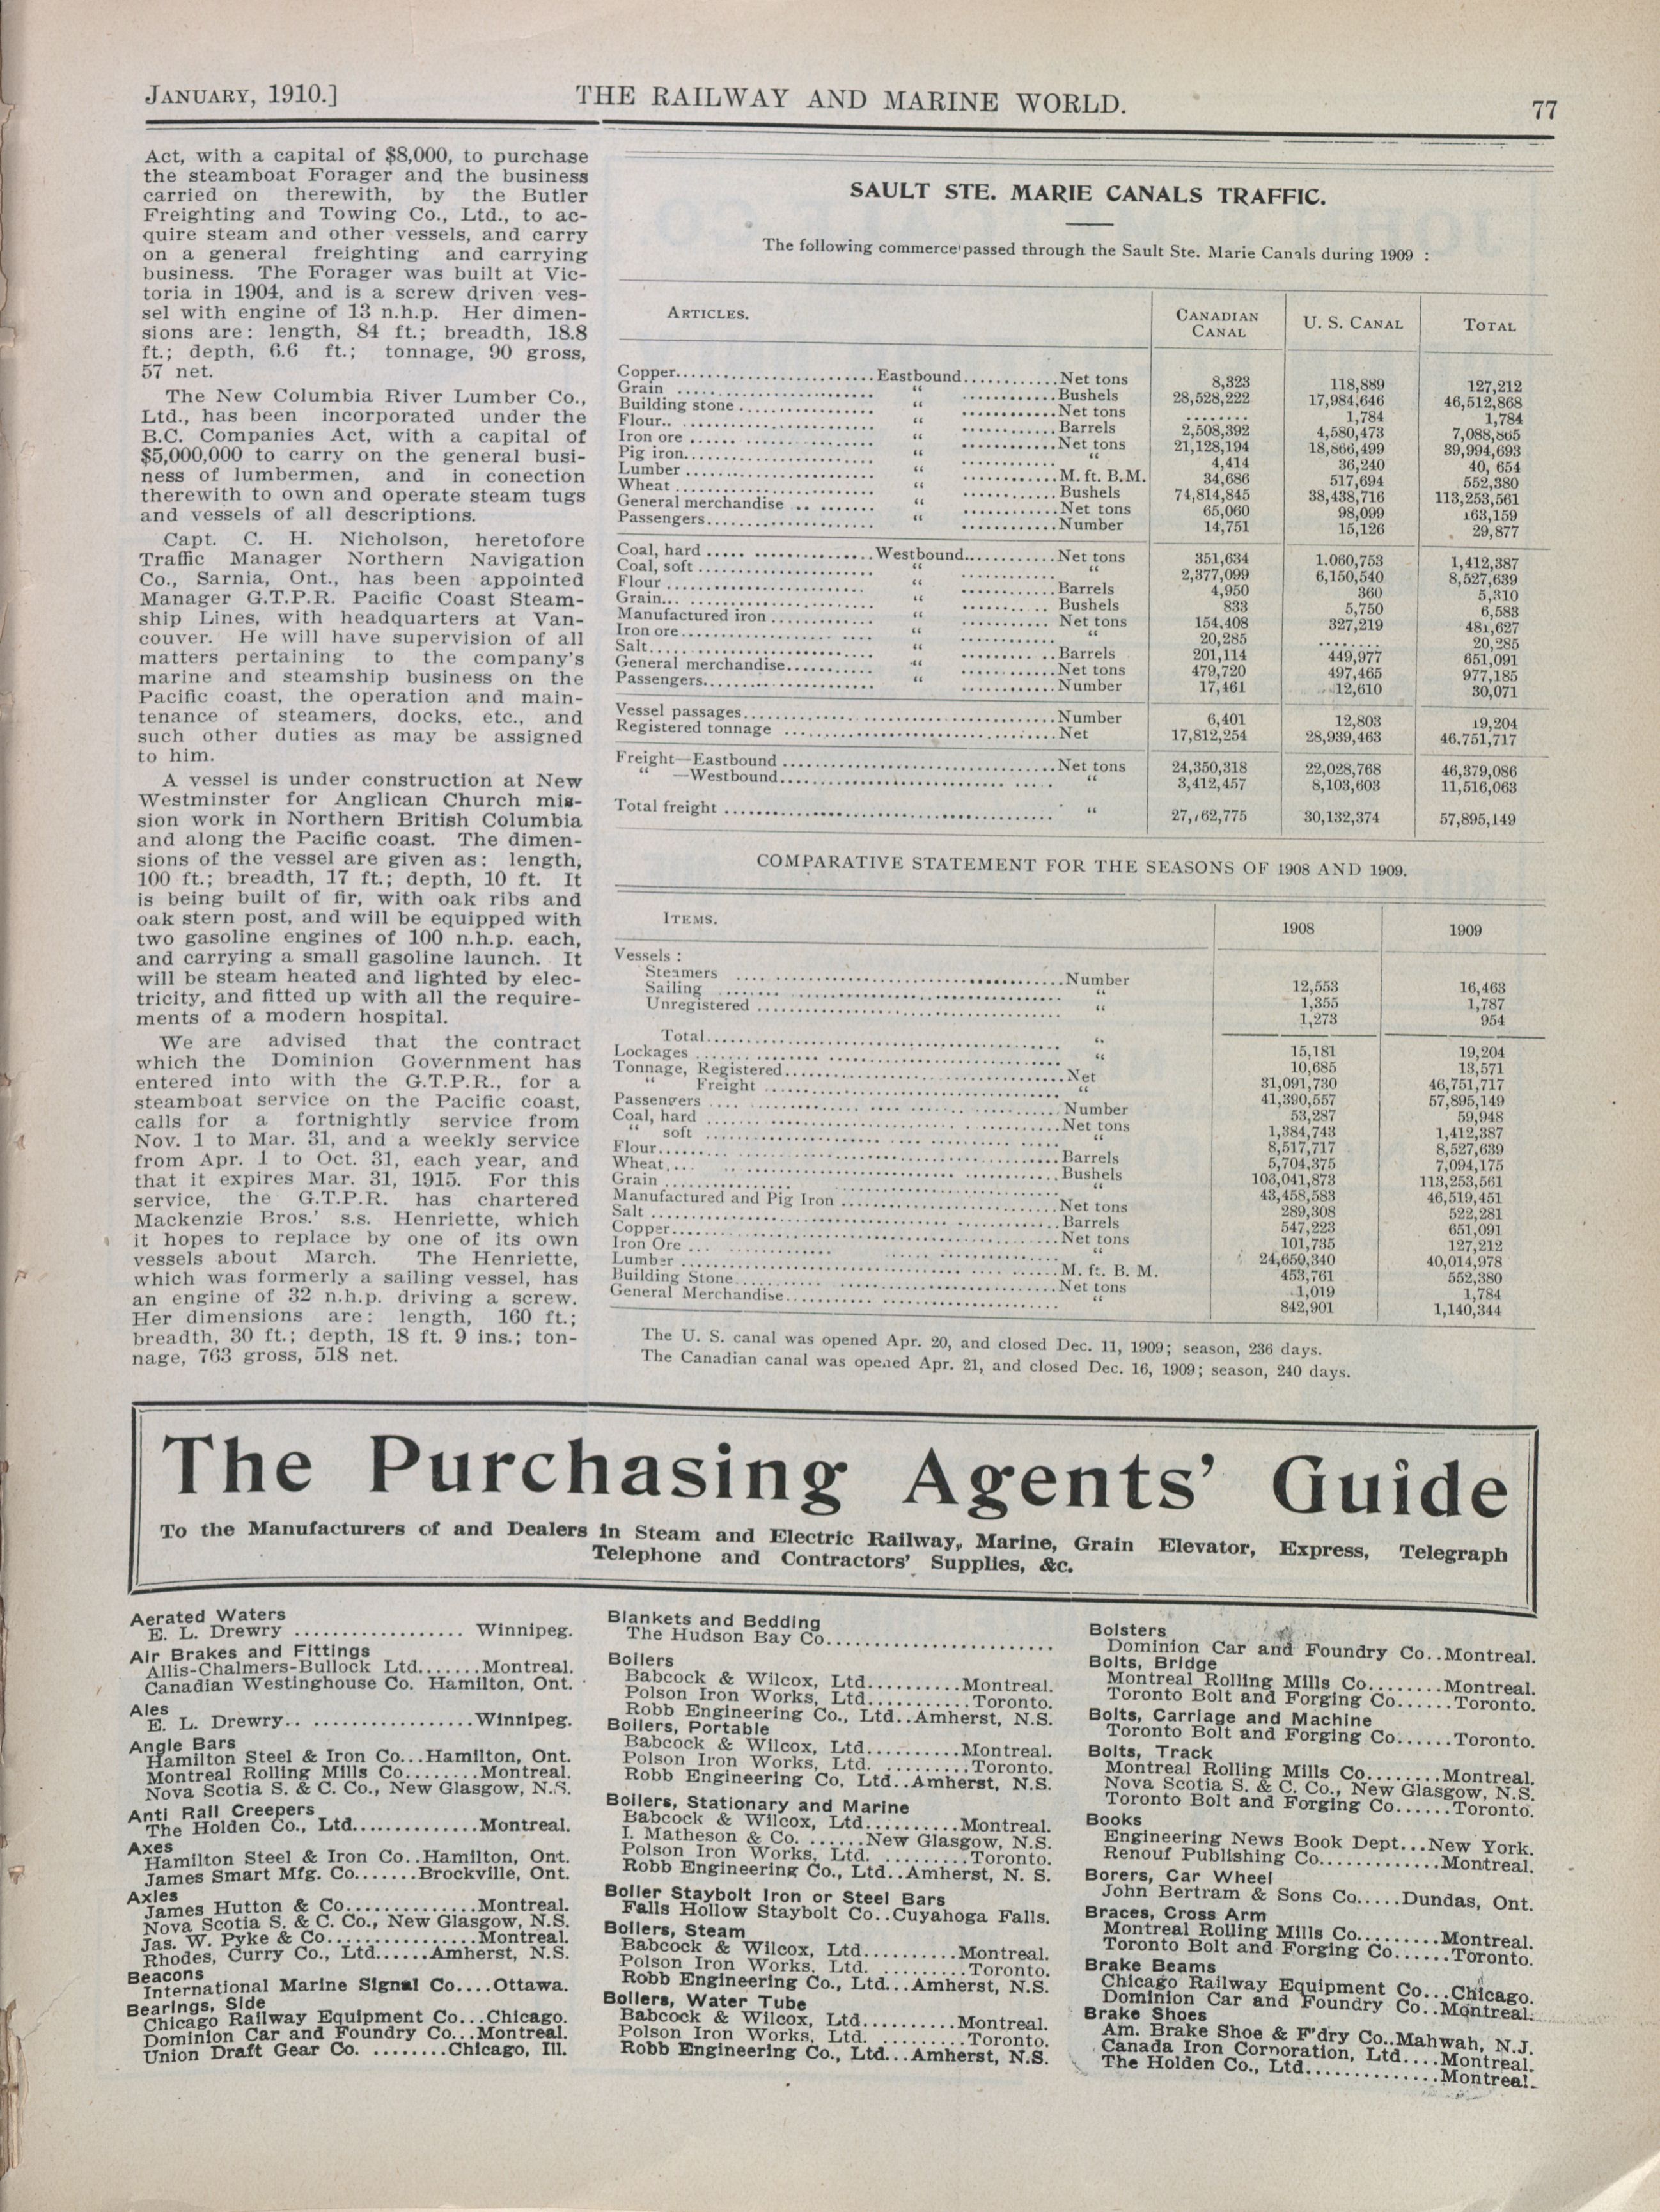 JANUARY, 1910.] THE RAILWAY AND MARINE WORLD. 77
Act, with a capital of $8,000, to purchase
the steamboat Forager and the business
carried on therewith, by the Butler
Freighting and Towing Co., Ltd., to ac-
quire steam and other vessels, and carry
on a general freighting and carrying
business. The Forager was built at Vic-
toria in 1904, and is a screw driven ves-
sel with engine of 13 n.h.p. Her dimen-
sions are: length, 84 ft.; breadth, 18.8
ft.; depth, 6.6 ft.; tonnage, 90 gross,
57 net.
The New Columbia River Lumber Co.,
Ltd., has been incorporated under the
B.C. Companies Act, with a capital of
$5,000,000 to carry on the general busi-
ness of lumbermen, and in conection
therewith to own and operate steam tugs
and vessels of all descriptions.
Capt. C. H. Nicholson, heretofore
Traffic Manager Northern Navigation
Co., Sarnia, Ont., has been appointed
Manager G.T.P.R. Pacific Coast Steam-
ship Lines, with headquarters at Van-
couver. He will have supervision of all
matters pertaining to the company's
marine and steamship business on the
Pacific coast, the operation and main-
tenance of steamers, docks, etc., and
such other duties as may be assigned
to him.
A vessel is under construction at New
Westminster for Anglican Church mis-
sion work in Northern British Columbia
and along the Pacific coast. The dimen-
sions of the vessel are given as: length,
100 ft.; breadth, 17 ft.; depth, 10 ft. It
is being built of fir, with oak ribs and
oak stern post, and will be equipped with
two gasoline engines of 100 n.h.p. each,
and carrying a small gasoline launch. It
will be steam heated and lighted by elec-
tricity, and fitted up with all the require-
ments of a modern hospital.
We are advised that the contract
which the Dominion Government has
entered into with the G.T.P.R., for a
steamboat service on the Pacific coast,
calls for a fortnightly service from
Nov. 1 to Mar. 31, and a weekly service
from Apr. 1 to Oct. 31, each year, and
that it expires Mar. 31, 1915. For this
service, the G.T.P.R. has chartered
Mackenzie Bros.' s.s. Henriette, which
it hopes to replace by one of its own
vessels about March. The Henriette,
which was formerly a sailing vessel, has
an engine of 32 n.h.p. driving a screw.
Her dimensions are: length, 160 ft.;
breadth, 30 ft.; depth, 18 ft. 9 ins.; ton-
nage, 763 gross, 518 net.
SAULT STE. MARIE CANALS TRAFFIC.
The following commerce passed through the Sault Ste. Marie Canals during 1909 :
ARTICLES. CANADIAN CANAL U. S. CANAL TOTAL
Copper........Eastbound........Net tons 8,323 118,889 127,212
Grain ........ " ........Bushels 28,528,222 17,984,646 46,512,868
Building stone ........ " ........Net tons ........ 1,784 1,784
Flour........ " ........Barrels 2,508,392 4,580,473 7,088,865
Iron ore ........ " ........Net tons 21,128,194 18,866,499 39,994,693
Pig iron........ " ........ " 4,414 36,240 40, 654
Lumber ........ " ........M. ft. B.M. 34,686 517,694 552,380
Wheat ........ " ........Bushels 74,814,845 38,438,716 113,253,561
General merchandise ........ " ........Net tons 65,060 98,099 163,159
Passengers........ " ........Number 14,751 15,126 29,877
Coal, hard ........Westbound........Net tons 351,634 1.060,753 1,412,387
Coal, soft ........ " ........ " 2,377,099 6,150,540 8,527,639
Flour ........ " ........Barrels 4,950 360 5,310
Grain........ " ........Bushels 833 5,750 6,583
Manufactured iron ........ " ........Net tons 154.408 327,219 481,627
Iron ore........ " ........ " 20,285 ........ 20,285
Salt........ " ........Barrels 201,114 449,977 651,091
General merchandise........ " ........Net tons 479,720 497,465 977,185
Passengers........ " ........Number 17,461 12,610 30,071
Vessel passages........Number 6,401 12,803 19,204
Registered tonnage ........Net 17,812,254 28,939,463 46,751,717
Freight—Eastbound ........Net tons 24,350,318 22,028,768 46,379,086
" —Westbound........ " 3,412,457 8,103,603 11,516,063
Total freight ........ " 27,762,775 30,132,374 57,895,149
COMPARATIVE STATEMENT FOR THE SEASONS OF 1908 AND 1909.
ITEMS. 1908 1909
Vessels :
Steamers ........Number 12,553 16,463
Sailing ........ " 1,355 1,787
Unregistered ........ " 1,273 954
Total........ " 15,181 19,204
Lockages ........ " 10,685 13,571
Tonnage, Registered........Net 31,091,730 46,751,717
" Freight ........ " 41,390,557 57,895,149
Passengers ........Number 53,287 59,948
Coal, hard ........Net tons 1,384,743 1,412,387
" soft ........ " 8,517,717 8,527,639
Flour........Barrels 5,704,375 7,094,175
Wheat........Bushels 103,041,873 113,253,561
Grain ........ " 43,458,583 46,519,451
Manufactured and Pig Iron ........Net tons 289,308 522,281
Salt ........Barrels 547,223 651,091
Copper........Net tons 101,735 127,212
Iron Ore ........ " 24,650,340 40,014,978
Lumber ........M. ft. B. M. 453,761 552,380
Building Stone........Net tons 1,019 1,784
General Merchandise........ " 842,901 1,140,344
The U. S. canal was opened Apr. 20, and closed Dec. 11, 1909; season, 236 days.
The Canadian canal was opened Apr. 21, and closed Dec. 16, 1909; season, 240 days.
The Purchasing Agents' Guide
To the Manufacturers of and Dealers in Steam and Electric Railway, Marine, Grain Elevator, Express, Telegraph
Telephone and Contractors' Supplies, &c.
Aerated Waters
E. L. Drewry ........ Winnipeg.
Air Brakes and Fittings
Allis-Chalmers-Bullock Ltd.......Montreal.
Canadian Westinghouse Co. Hamilton, Ont.
Ales
E. L. Drewry........Winnipeg.
Angle Bars
Hamilton Steel & Iron Co...Hamilton, Ont.
Montreal Rolling Mills Co........Montreal.
Nova Scotia S. & C. Co., New Glasgow, N.S.
Anti Rail Creepers
The Holden Co., Ltd.............Montreal.
Axes
Hamilton Steel & Iron Co..Hamilton, Ont.
James Smart Mfg. Co.......Brockville, Ont.
Axles
James Hutton & Co.............Montreal.
Nova Scotia S. & C. Co., New Glasgow, N.S.
Jas. W. Pyke & Co...............Montreal.
Rhodes, Curry Co., Ltd......Amherst, N.S.
Beacons
International Marine Signal Co....Ottawa.
Bearings, Side
Chicago Railway Equipment Co...Chicago.
Dominion Car and Foundry Co...Montreal.
Union Draft Gear Co. ........Chicago, Ill.
Blankets and Bedding
The Hudson Bay Co.......................
Boilers
Babcock & Wilcox, Ltd..........Montreal.
Polson Iron Works, Ltd...........Toronto.
Robb Engineering Co., Ltd..Amherst, N.S.
Boilers, Portable
Babcock & Wilcox, Ltd..........Montreal.
Polson Iron Works, Ltd. .........Toronto.
Robb Engineering Co, Ltd..Amherst, N.S.
Boilers, Stationary and Marine
Babcock & Wilcox, Ltd..........Montreal.
I. Matheson & Co. .......New Glasgow, N.S.
Polson Iron Works, Ltd. .........Toronto.
Robb Engineering Co., Ltd..Amherst, N. S.
Boiler Staybolt Iron or Steel Bars
Falls Hollow Staybolt Co..Cuyahoga Falls.
Boilers, Steam
Babcock & Wilcox, Ltd..........Montreal.
Polson Iron Works, Ltd. .........Toronto.
Robb Engineering Co., Ltd...Amherst, N.S.
Boilers, Water Tube
Babcock & Wilcox, Ltd..........Montreal.
Polson Iron Works, Ltd. .........Toronto.
Robb Engineering Co., Ltd...Amherst, N.S.
Bolsters
Dominion Car and Foundry Co..Montreal.
Bolts, Bridge
Montreal Rolling Mills Co........Montreal.
Toronto Bolt and Forging Co......Toronto.
Bolts, Carriage and Machine
Toronto Bolt and Forging Co......Toronto.
Bolts, Track
Montreal Rolling Mills Co........Montreal.
Nova Scotia S. & C. Co., New Glasgow, N.S.
Toronto Bolt and Forging Co......Toronto.
Books
Engineering News Book Dept...New York.
Renouf Publishing Co.............Montreal.
Borers, Car Wheel
John Bertram & Sons Co.....Dundas, Ont.
Braces, Cross Arm
Montreal Rolling Mills Co.........Montreal.
Toronto Bolt and Forging Co......Toronto.
Brake Beams
Chicago Railway Equipment Co...Chicago.
Dominion Car and Foundry Co..Montreal.
Brake Shoes
Am. Brake Shoe & F'dry Co..Mahwah, N.J.
Canada Iron Corporation, Ltd....Montreal.
The Holden Co., Ltd...............Montreal.